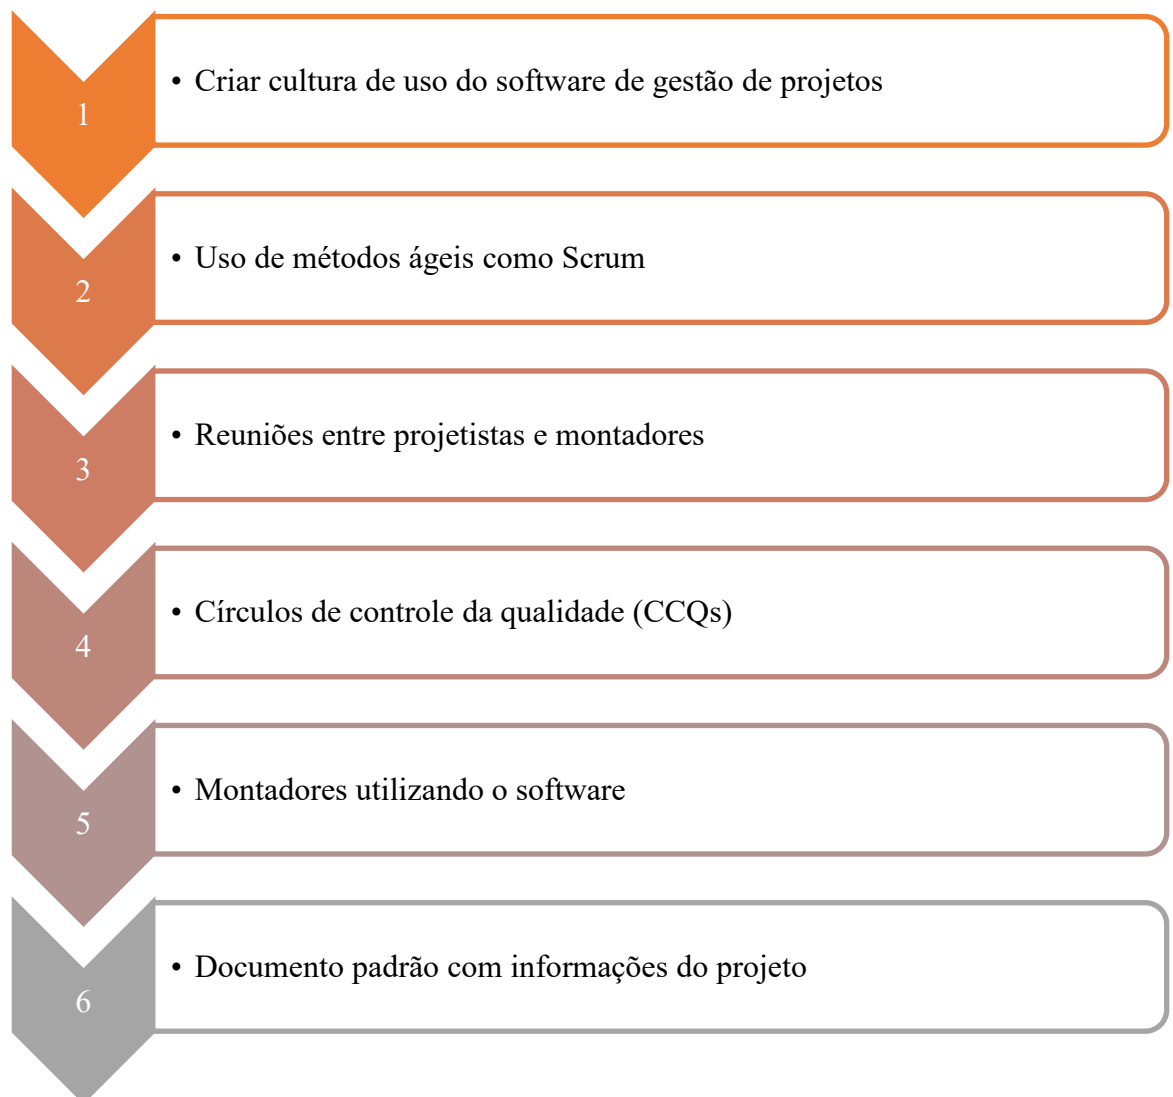 1
• Criar cultura de uso do software de gestão de projetos
2
• Uso de métodos ágeis como Scrum
3
• Reuniões entre projetistas e montadores
4
• Círculos de controle da qualidade (CCQs)
5
• Montadores utilizando o software
6
• Documento padrão com informações do projeto